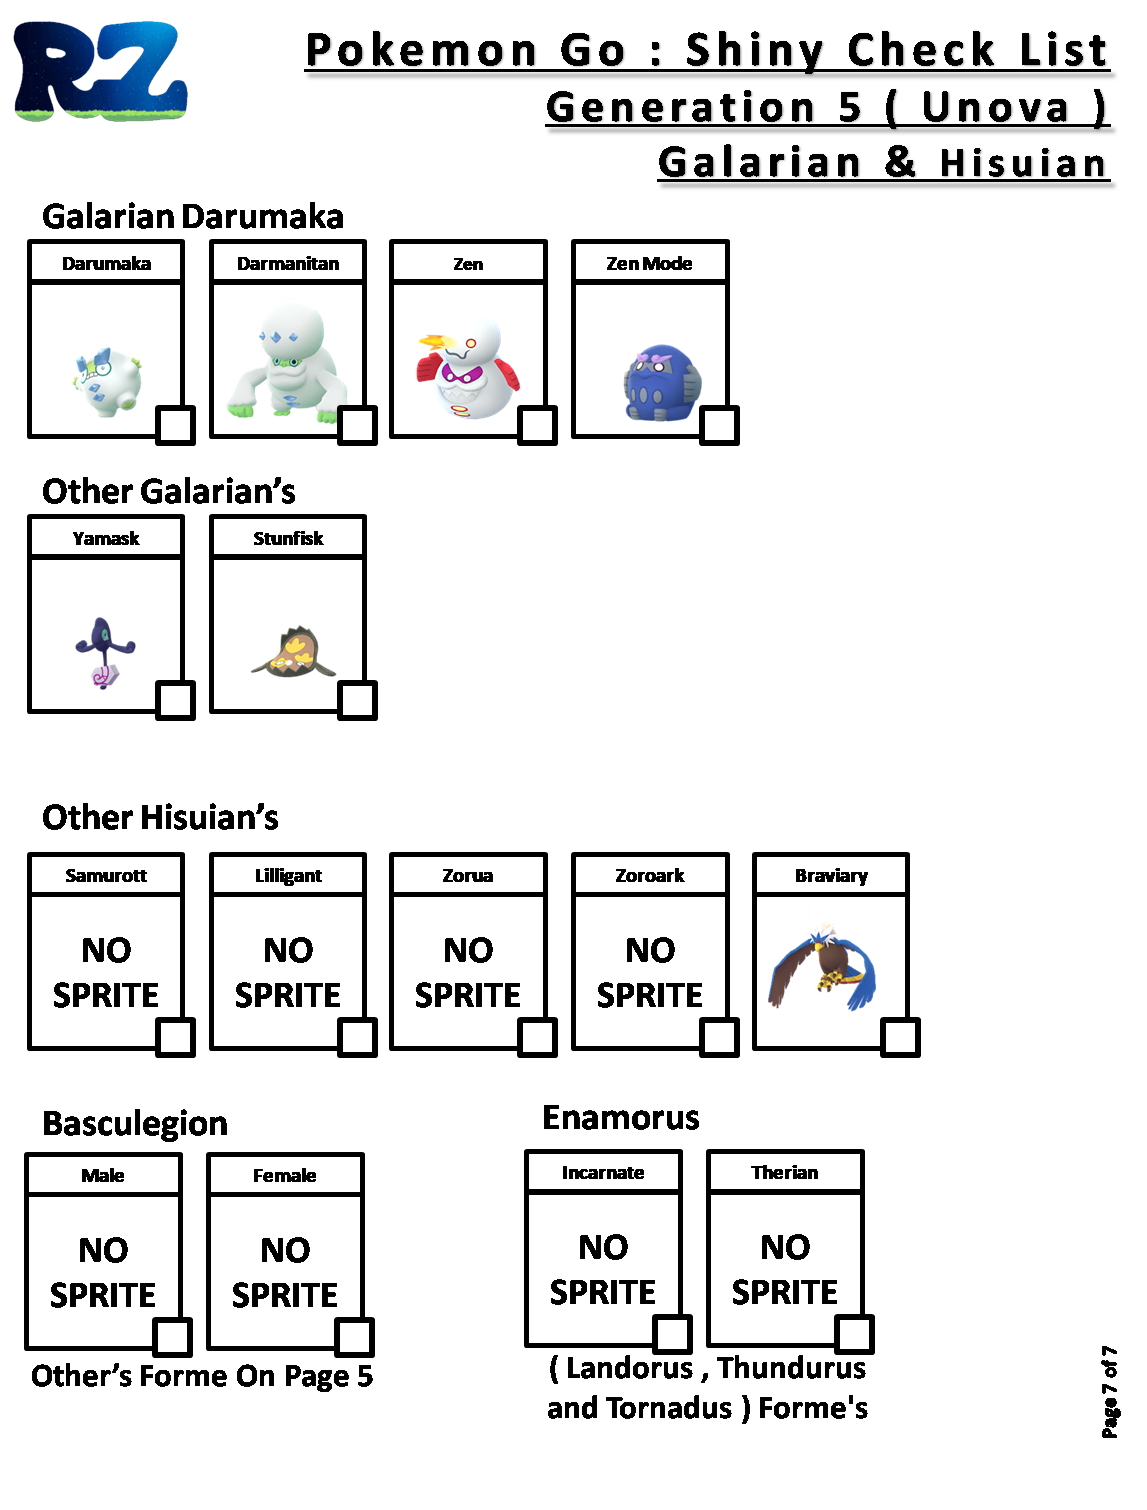 RZ
Pokemon Go : Shiny Check List
Generation 5 ( Unova )
Galarian & Hisuian
Galarian Darumaka
Darumaka
Darmanitan
Zen
Zen Mode
Other Galarian’s
Yamask
Stunfisk
Other Hisuian’s
Samurott
Lilligant
Zorua
Zoroark
Braviary
NO
SPRITE
NO
SPRITE
NO
SPRITE
NO
SPRITE
Basculegion
Male
Female
NO
SPRITE
NO
SPRITE
Other’s Forme On Page 5
Enamorus
Incarnate
Therian
NO
SPRITE
NO
SPRITE
( Landorus , Thundurus
and Tornadus ) Forme's
Page 7 of 7